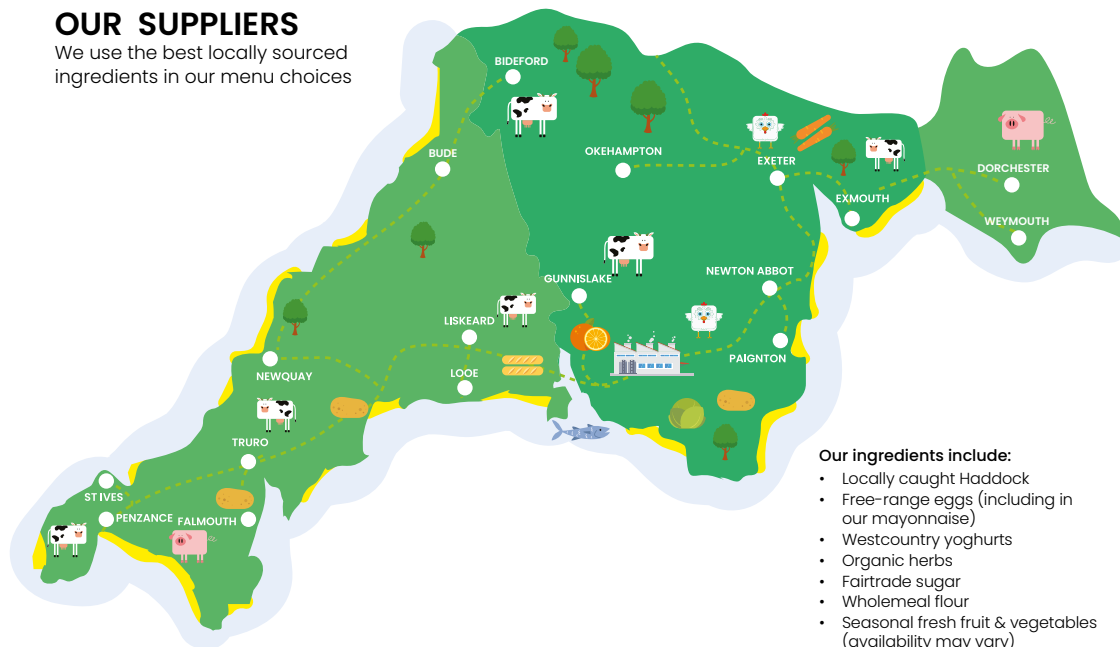 OUR SUPPLIERS
We use the best locally sourced
ingredients in our menu choices
BIDEFORD
BUDE
OKEHAMPTON
EXETER
EXMOUTH
DORCHESTER
WEYMOUTH
GUNNISLAKE
NEWTON ABBOT
LISKEARD
PAIGNTON
LOOE
NEWQUAY
TRURO
ST IVES
PENZANCE
FALMOUTH
Our ingredients include:
• Locally caught Haddock
• Free-range eggs (including in
our mayonnaise)
• Westcountry yoghurts
• Organic herbs
• Fairtrade sugar
• Wholemeal flour
• Seasonal fresh fruit & vegetables
(availability may vary)